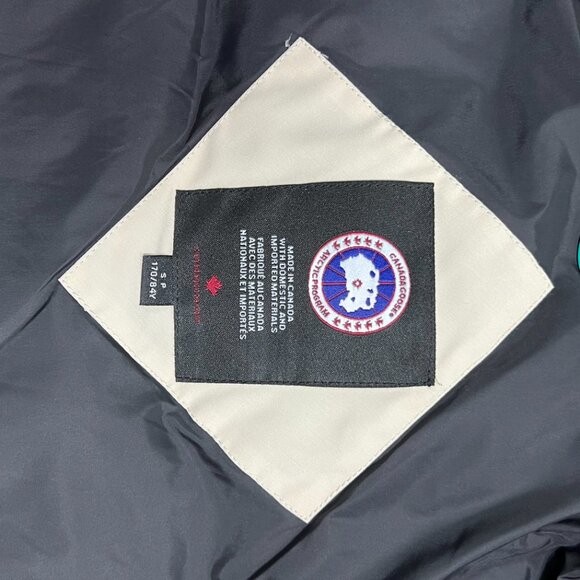 CANADA GOOSE®
ARCTIC PROGRAM
MADE IN CANADA
WITH DOMESTIC AND
IMPORTED MATERIALS
FABRIQUÉ AU CANADA
AVEC DES MATÉRIAUX
NATIONAUX ET IMPORTÉS
S P
170/84Y